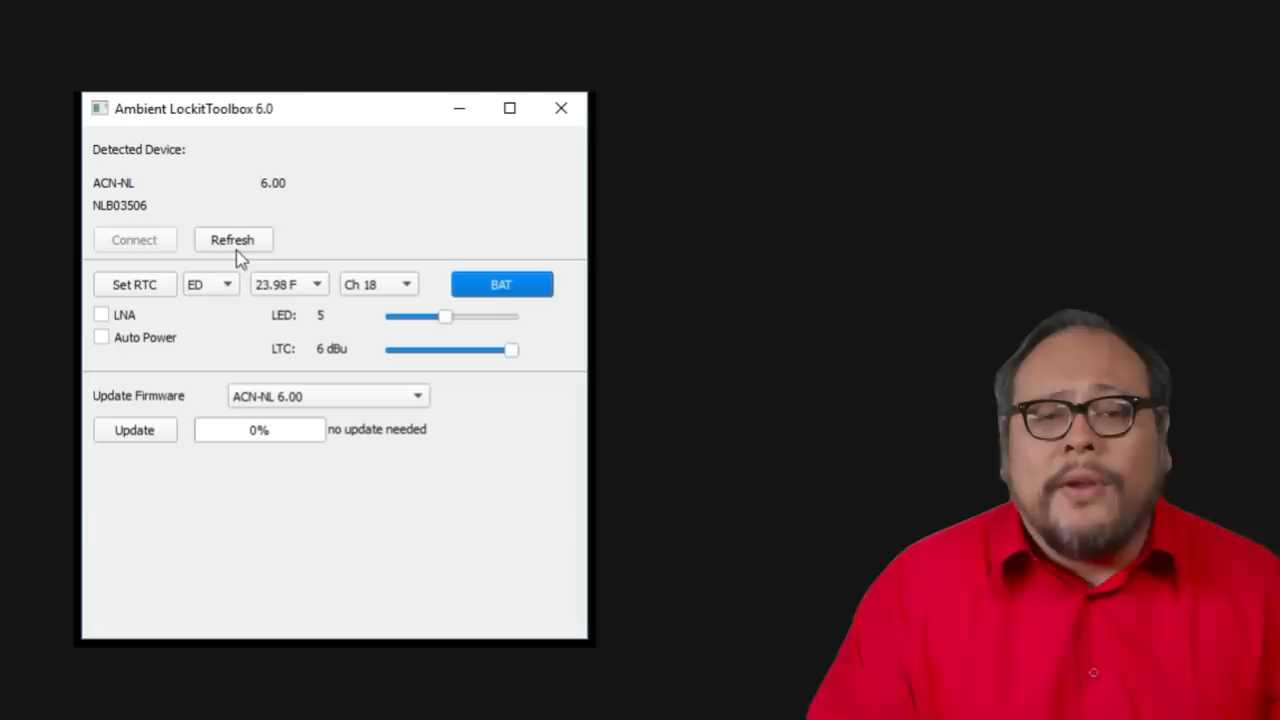 Ambient LockitToolbox 6.0
Detected Device:
ACN-NL 6.00
NLB03506
Connect Refresh
Set RTC ED 23.98 F Ch 18 BAT
LNA LED: 5
Auto Power LTC: 6 dBu
Update Firmware ACN-NL 6.00
Update 0% no update needed